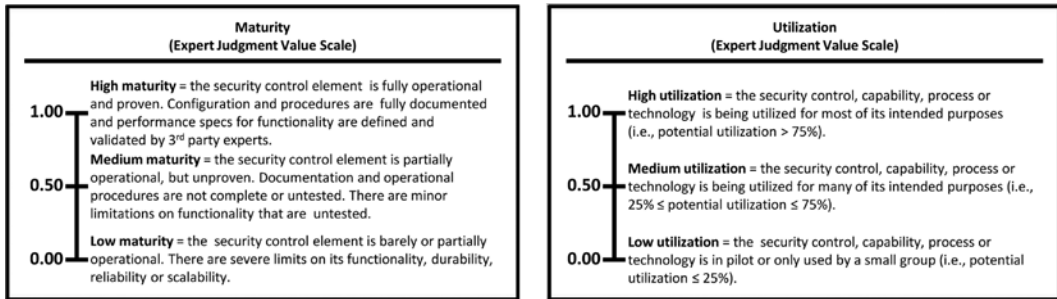 Maturity
(Expert Judgment Value Scale)
High maturity = the security control element is fully operational
and proven. Configuration and procedures are fully documented
1.00
and performance specs for functionality are defined and
validated by 3rd party experts.
Medium maturity = the security control element is partially
operational, but unproven. Documentation and operational
0.50
procedures are not complete or untested. There are minor
limitations on functionality that are untested.
Low maturity = the security control element is barely or partially
0.00
operational. There are severe limits on its functionality, durability,
reliability or scalability.
Utilization
(Expert Judgment Value Scale)
High utilization = the security control, capability, process or
1.00
technology is being utilized for most of its intended purposes
(i.e., potential utilization > 75%).
Medium utilization = the security control, capability, process or
0.50
technology is being utilized for many of its intended purposes (i.e.,
25% ≤ potential utilization ≤ 75%).
Low utilization = the security control, capability, process or
0.00
technology is in pilot or only used by a small group (i.e., potential
utilization ≤ 25%).